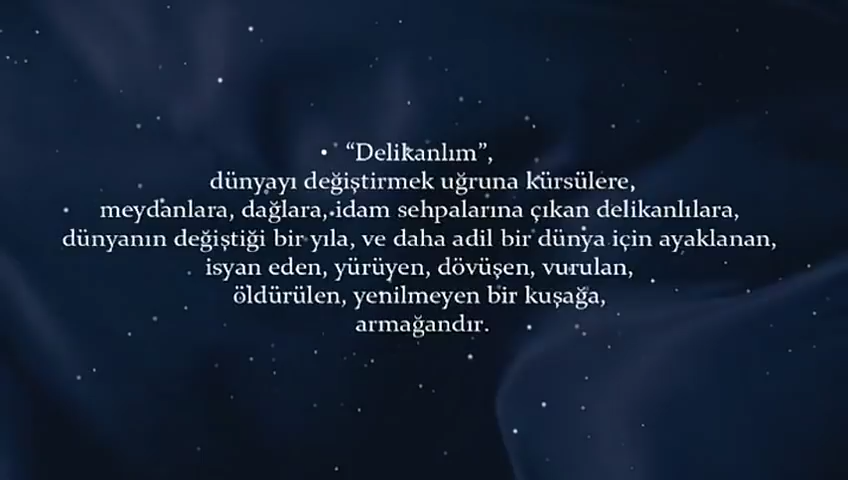 “Delikanlım”,
dünyayı değiştirmek uğruna kürsülere,
meydanlara, dağlara, idam sehpalarına çıkan delikanlılara,
dünyanın değiştiği bir yıla, ve daha adil bir dünya için ayaklanan,
isyan eden, yürüyen, dövüşen, vurulan,
öldürülen, yenilmeyen bir kuşağa,
armağandır.